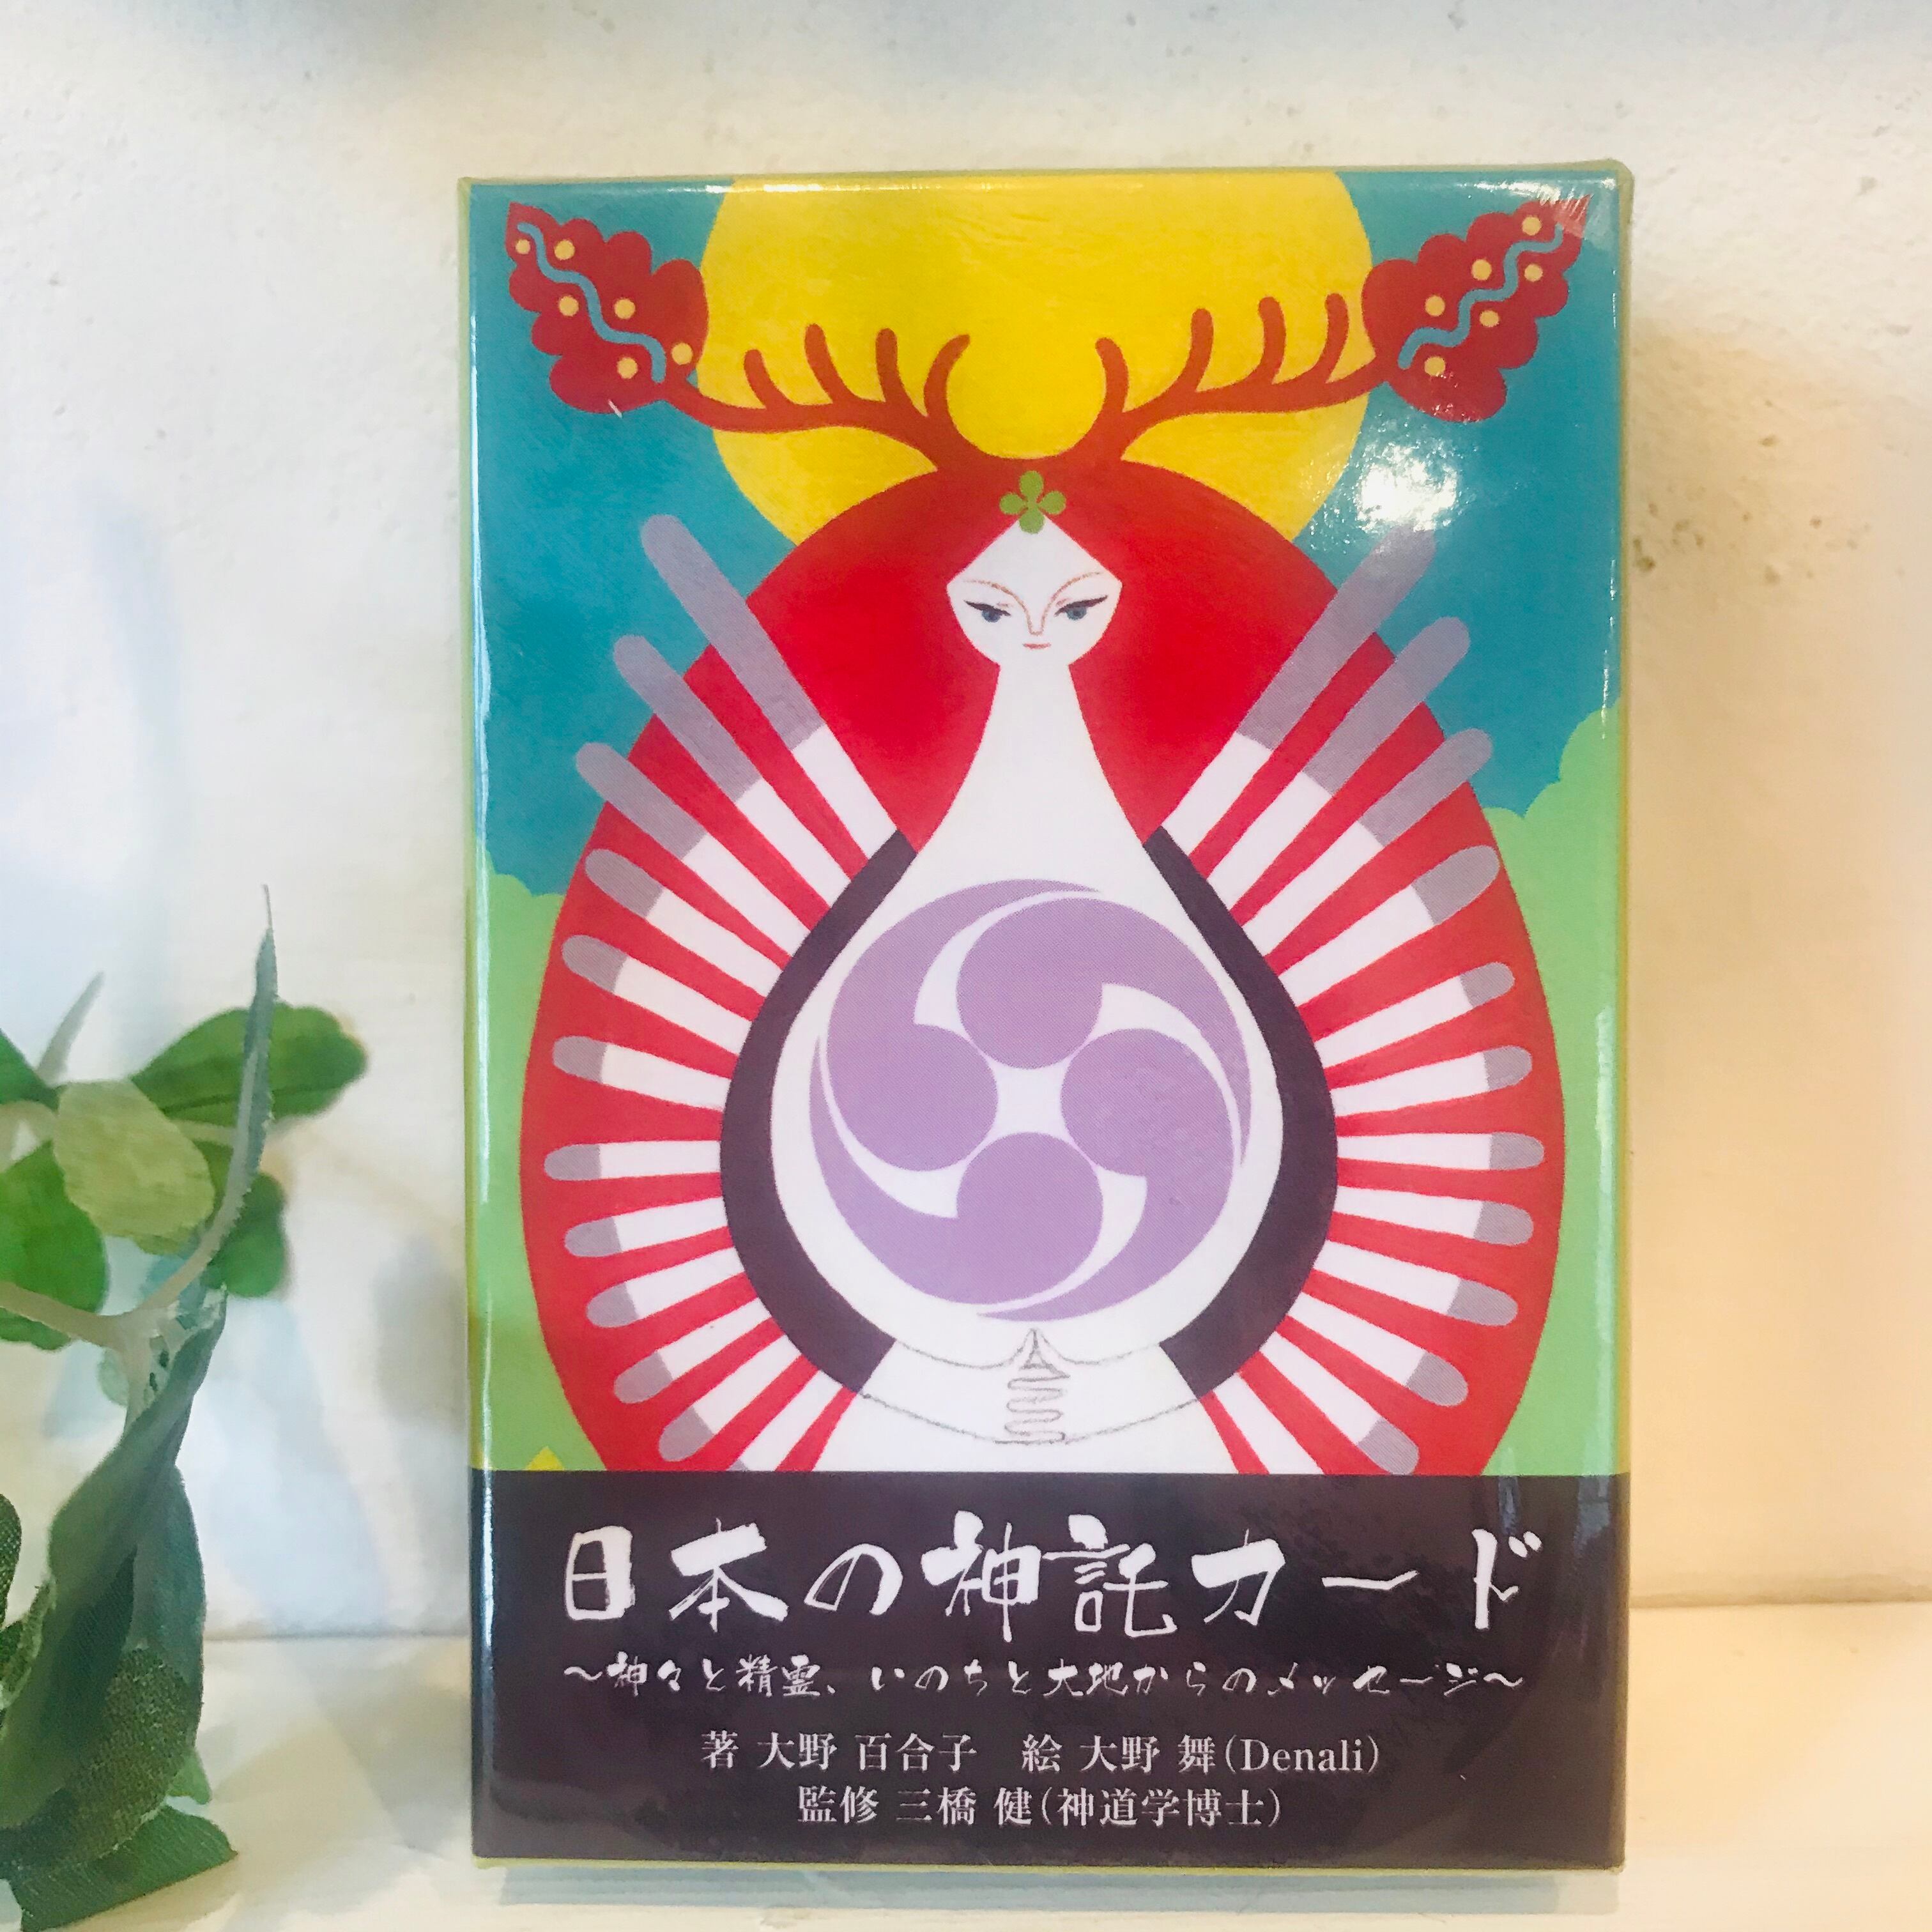 日本の神託カード
～神々と精霊、いのちと大地からのメッセージ～
著 大野 百合子　絵 大野 舞(Denali)
監修 三橋 健(神道学博士)